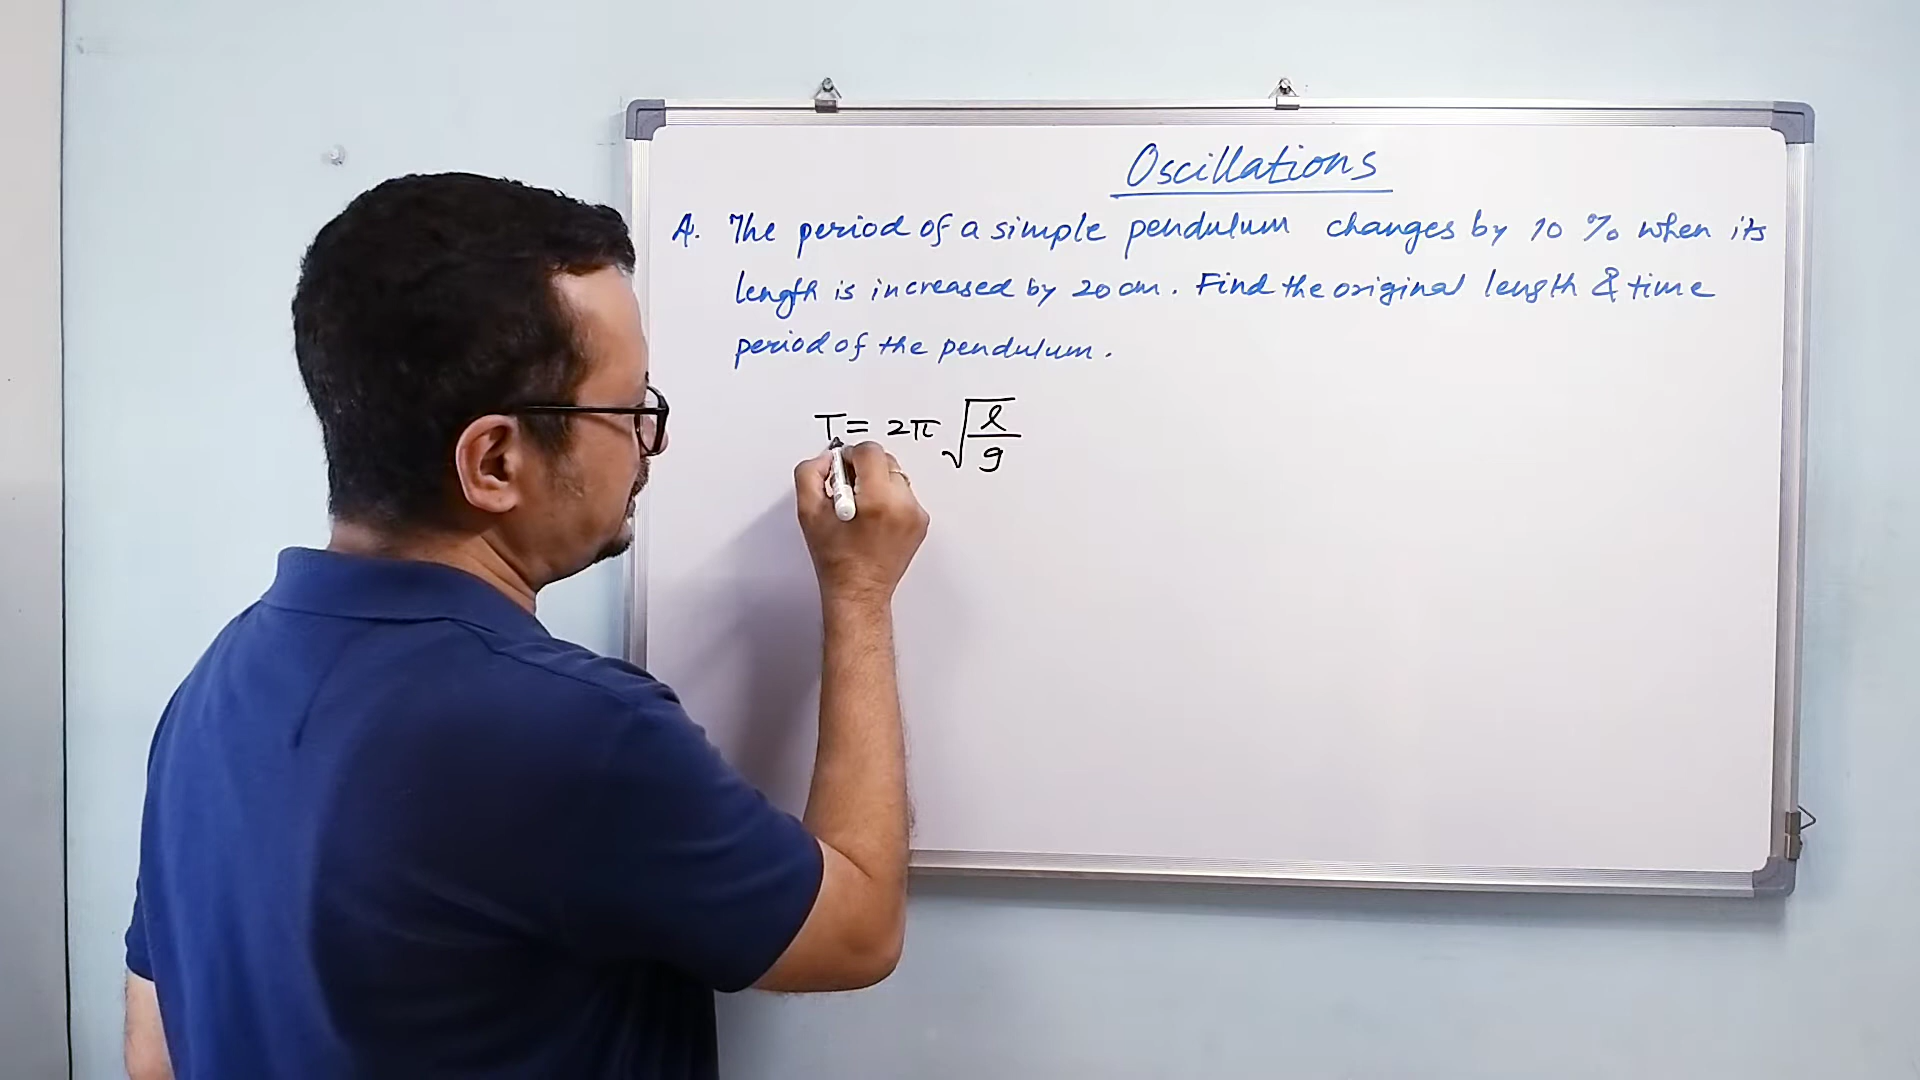 Oscillations
A. The period of a simple pendulum changes by 10 % when its
length is increased by 20 cm. Find the original length & time
period of the pendulum.
T = 2π √(l/g)